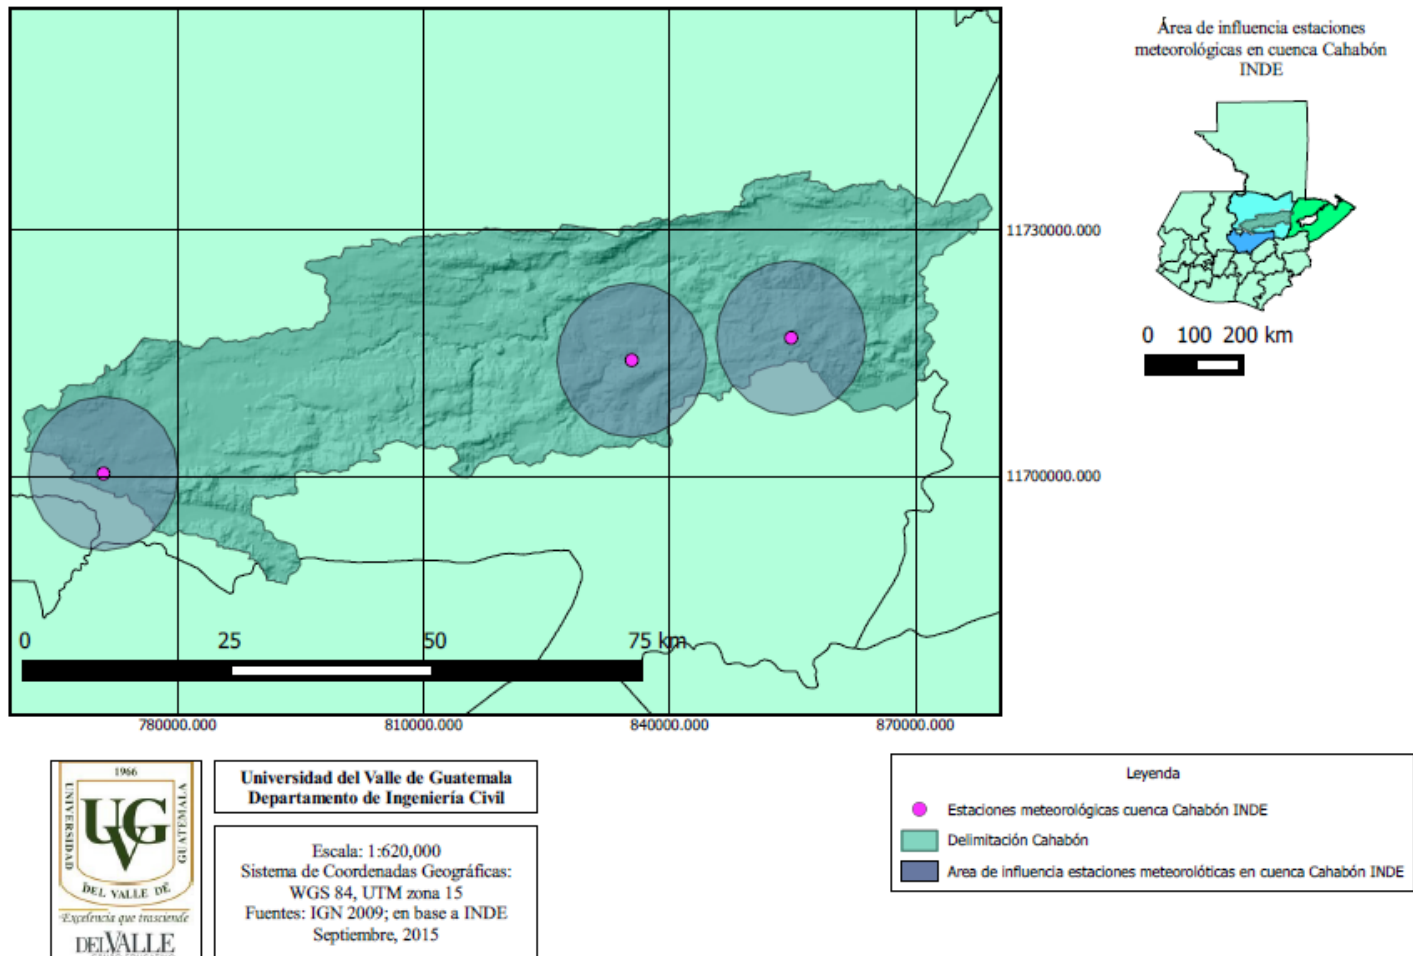 Área de influencia estaciones
meteorológicas en cuenca Cahabón
INDE
0 100 200 km
11730000.000
11700000.000
0 25 50 75 km
780000.000 810000.000 840000.000 870000.000
1966
UNIVERSIDAD
GUATEMALA
UVG
DEL VALLE DE
Excelencia que trasciende
DELVALLE
Universidad del Valle de Guatemala
Departamento de Ingeniería Civil
Escala: 1:620,000
Sistema de Coordenadas Geográficas:
WGS 84, UTM zona 15
Fuentes: IGN 2009; en base a INDE
Septiembre, 2015
Leyenda
Estaciones meteorológicas cuenca Cahabón INDE
Delimitación Cahabón
Area de influencia estaciones meteorolóticas en cuenca Cahabón INDE